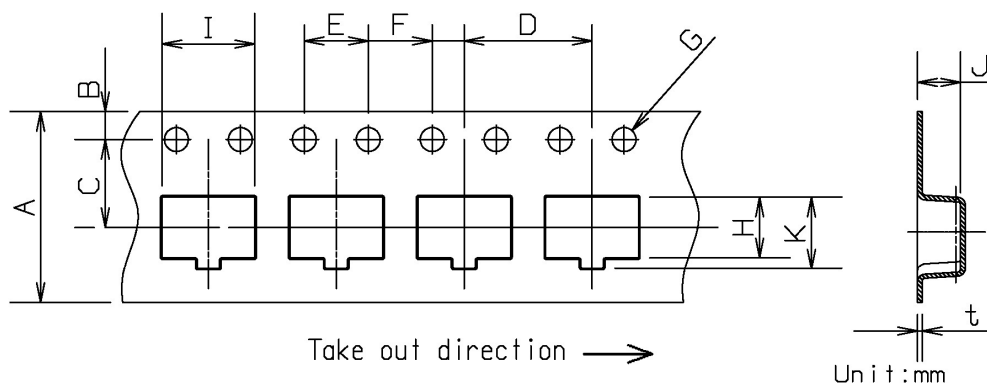 I E F D G J
B
C
A
H K
t
Take out direction
Unit:mm